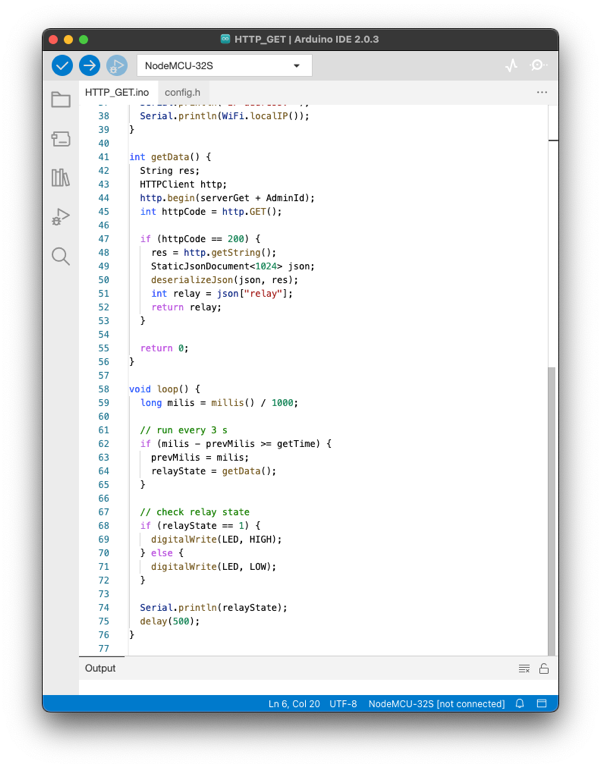 HTTP_GET | Arduino IDE 2.0.3
NodeMCU-32S
HTTP_GET.ino config.h
37
38 Serial.println(WiFi.localIP());
39 }
40
41 int getData() {
42 String res;
43 HTTPClient http;
44 http.begin(serverGet + AdminId);
45 int httpCode = http.GET();
46
47 if (httpCode == 200) {
48 res = http.getString();
49 StaticJsonDocument<1024> json;
50 deserializeJson(json, res);
51 int relay = json["relay"];
52 return relay;
53 }
54
55 return 0;
56 }
57
58 void loop() {
59 long milis = millis() / 1000;
60
61 // run every 3 s
62 if (milis - prevMilis >= getTime) {
63 prevMilis = milis;
64 relayState = getData();
65 }
66
67 // check relay state
68 if (relayState == 1) {
69 digitalWrite(LED, HIGH);
70 } else {
71 digitalWrite(LED, LOW);
72 }
73
74 Serial.println(relayState);
75 delay(500);
76 }
77
Output
Ln 6, Col 20 UTF-8 NodeMCU-32S [not connected]